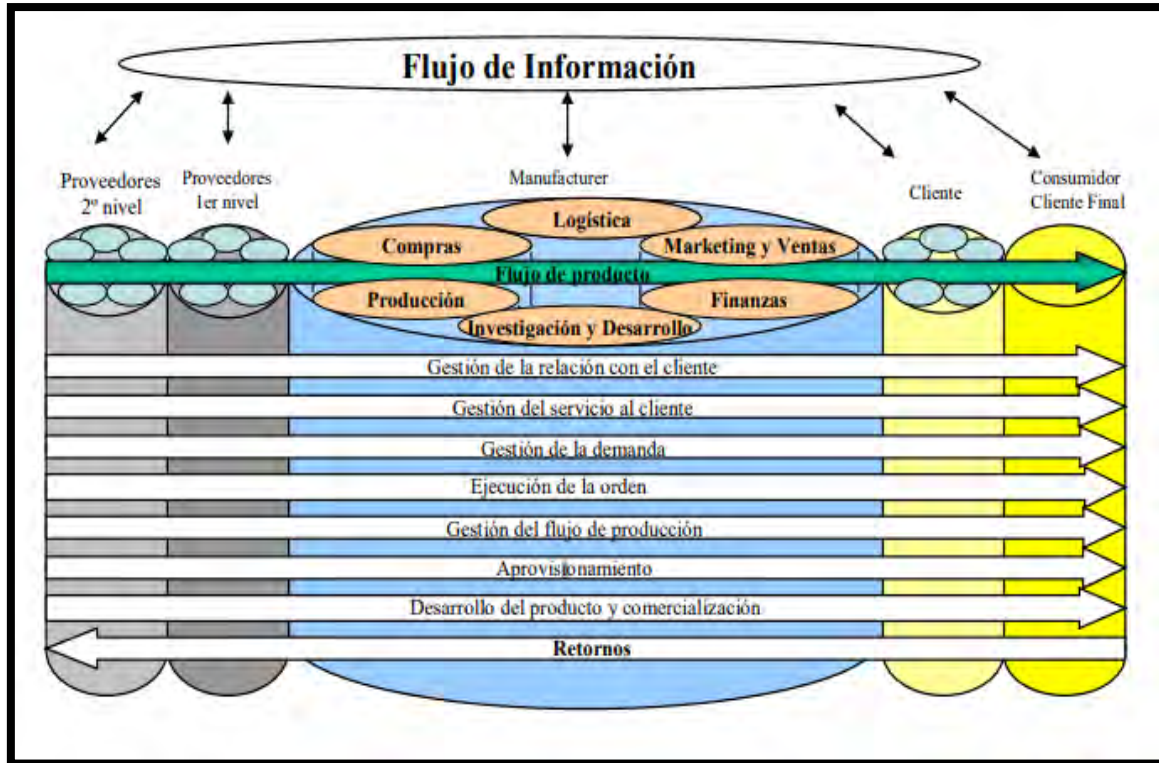 Flujo de Información
Proveedores
2º nivel
Proveedores
1er nivel
Manufacturer
Cliente
Consumidor
Cliente Final
Logística
Compras
Marketing y Ventas
Flujo de producto
Producción
Finanzas
Investigación y Desarrollo
Gestión de la relación con el cliente
Gestión del servicio al cliente
Gestión de la demanda
Ejecución de la orden
Gestión del flujo de producción
Aprovisionamiento
Desarrollo del producto y comercialización
Retornos